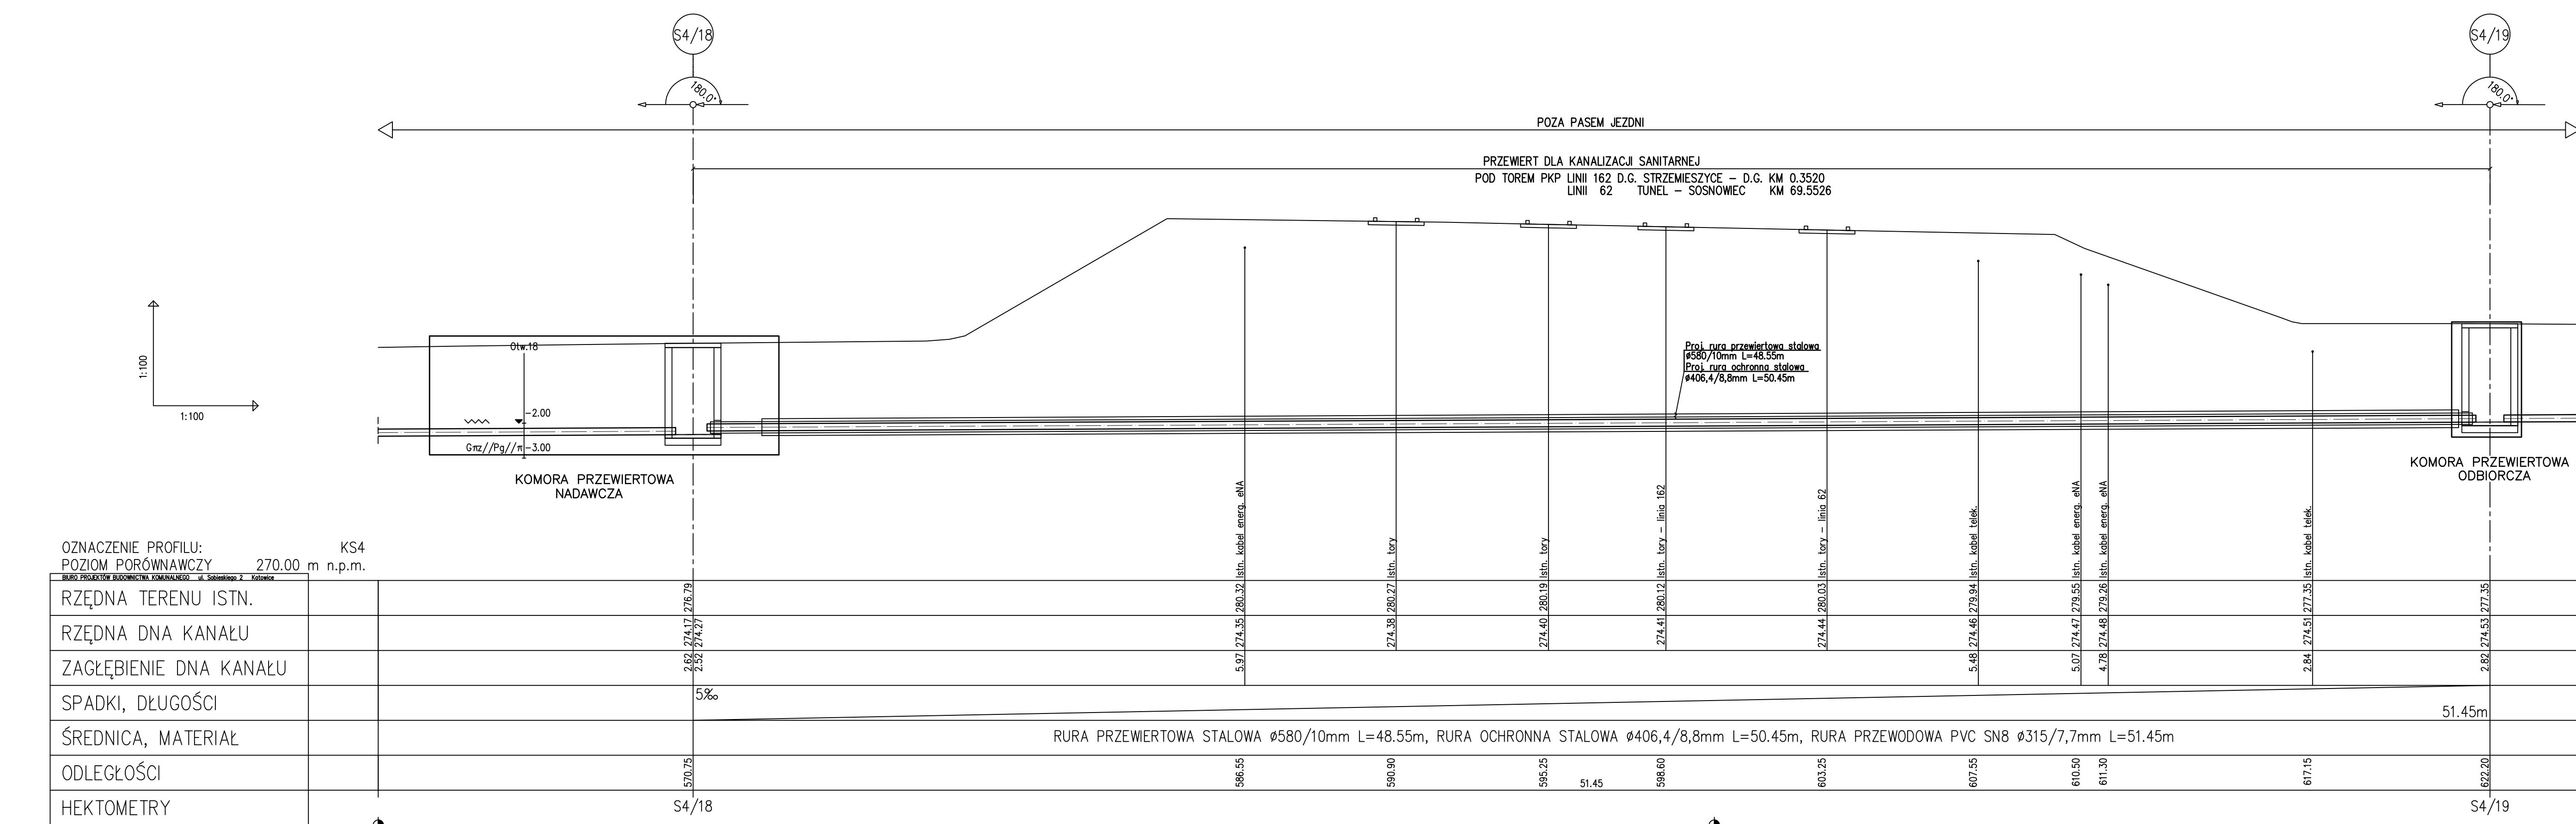 S4/18
S4/19
180.0°
180.0°
POZA PASEM JEZDNI
PRZEWIERT DLA KANALIZACJI SANITARNEJ
POD TOREM PKP LINII 162 D.G. STRZEMIESZYCE – D.G. KM 0.3520
LINII 62 TUNEL – SOSNOWIEC KM 69.5526
1:100
1:100
Otw.18
-2.00
Gπz//Pg//π -3.00
KOMORA PRZEWIERTOWA
NADAWCZA
Proj. rura przewiertowa stalowa
ø580/10mm L=48.55m
Proj. rura ochronna stalowa
ø406,4/8,8mm L=50.45m
KOMORA PRZEWIERTOWA
ODBIORCZA
Istn. kabel energ. eNA
Istn. tory
Istn. tory
Istn. tory – linia 162
Istn. tory – linia 62
Istn. kabel telek.
Istn. kabel energ. eNA
Istn. kabel energ. eNA
Istn. kabel telek.
OZNACZENIE PROFILU: KS4
POZIOM PORÓWNAWCZY 270.00 m n.p.m.
BIURO PROJEKTÓW BUDOWNICTWA KOMUNALNEGO ul. Sobieskiego 2 Katowice
RZĘDNA TERENU ISTN.
276.79 280.32 280.27 280.19 280.12 280.03 279.94 279.55 279.26 277.35 277.35
RZĘDNA DNA KANAŁU
274.17 274.27 274.35 274.38 274.40 274.41 274.44 274.46 274.47 274.48 274.51 274.53
ZAGŁĘBIENIE DNA KANAŁU
2.62 2.52 5.97 5.48 5.07 4.78 2.84 2.82
SPADKI, DŁUGOŚCI
5‰ 51.45m
ŚREDNICA, MATERIAŁ
RURA PRZEWIERTOWA STALOWA ø580/10mm L=48.55m, RURA OCHRONNA STALOWA ø406,4/8,8mm L=50.45m, RURA PRZEWODOWA PVC SN8 ø315/7,7mm L=51.45m
ODLEGŁOŚCI
570.75 586.55 590.90 595.25 51.45 598.60 603.25 607.55 610.50 611.30 617.15 622.20
HEKTOMETRY
S4/18 S4/19